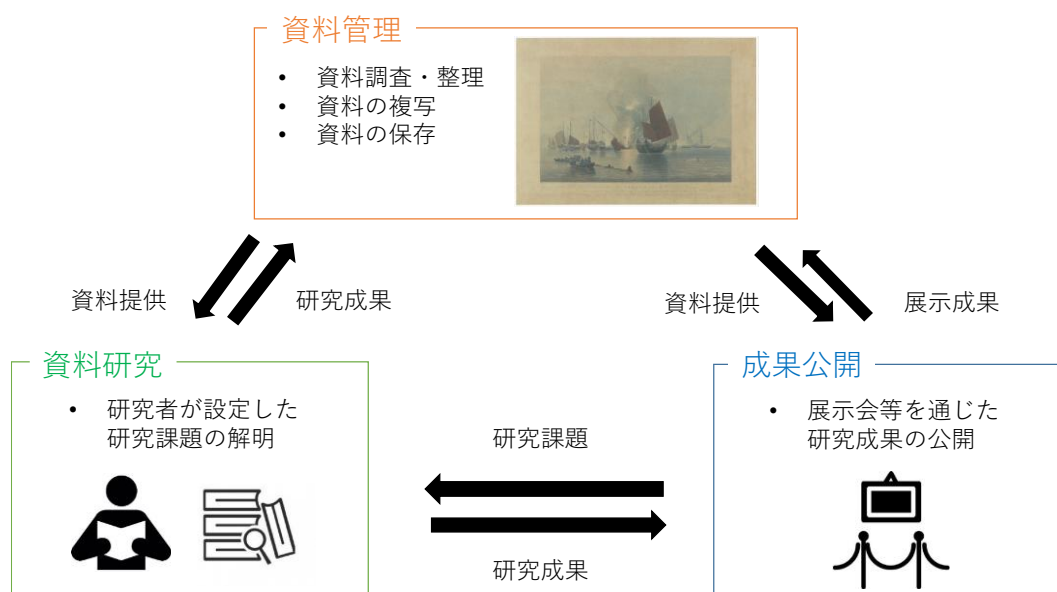 資料管理
• 資料調査・整理
• 資料の複写
• 資料の保存
資料提供
研究成果
資料提供
展示成果
資料研究
• 研究者が設定した
研究課題の解明
研究課題
研究成果
成果公開
• 展示会等を通じた
研究成果の公開